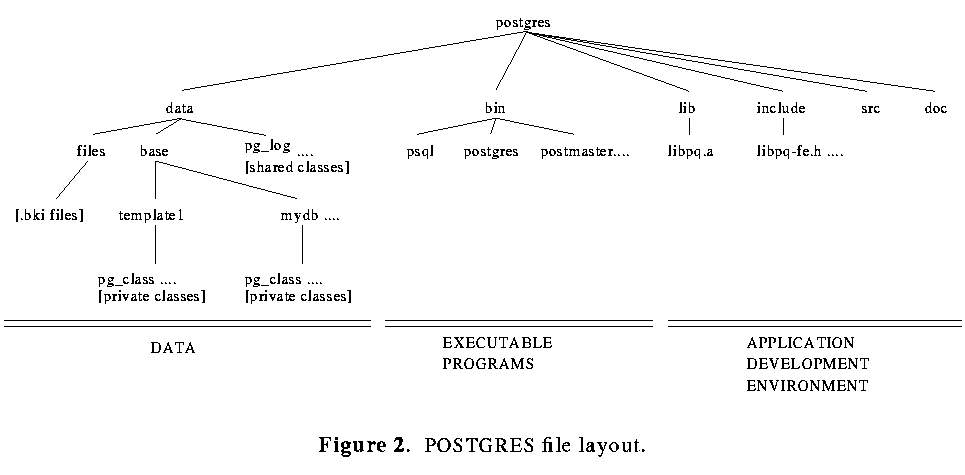 postgres
data bin lib include src doc
files base pg_log ....
[shared classes]
psql postgres postmaster.... libpq.a libpq-fe.h ....
[.bki files] template1 mydb ....
pg_class .... pg_class ....
[private classes] [private classes]
DATA
EXECUTABLE
PROGRAMS
APPLICATION
DEVELOPMENT
ENVIRONMENT
Figure 2. POSTGRES file layout.